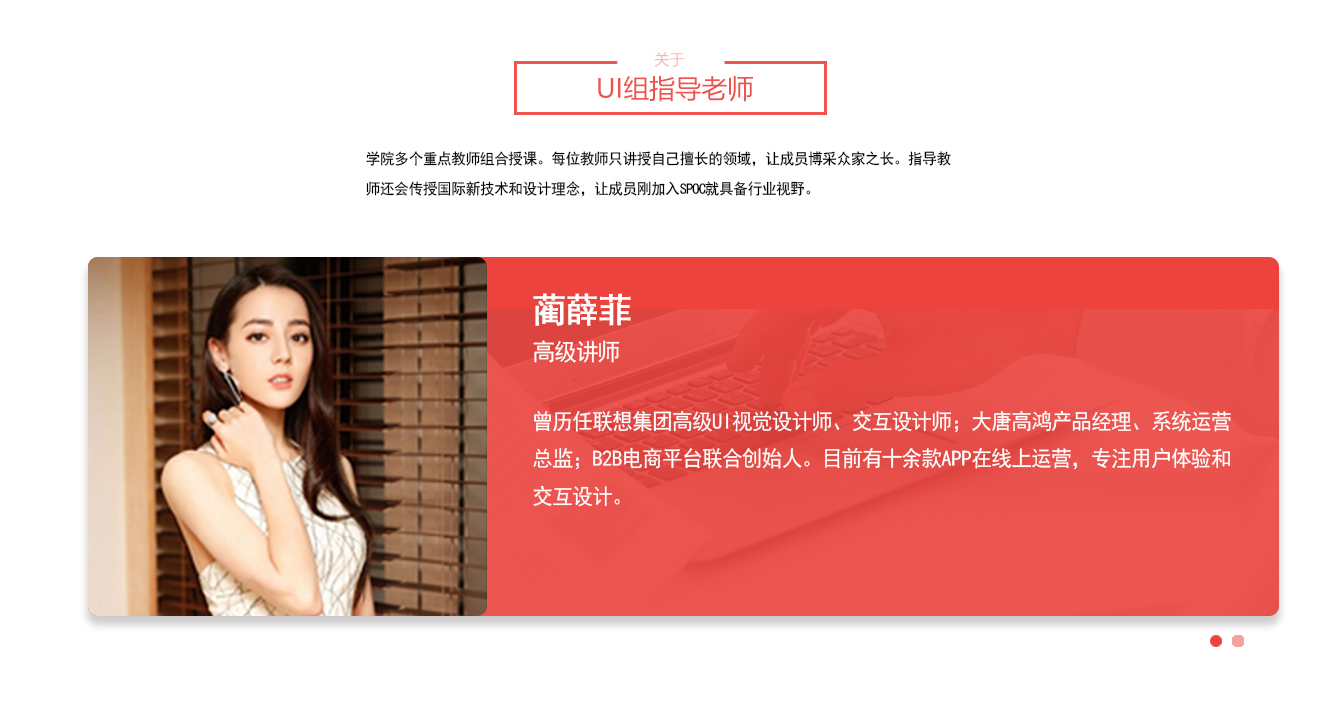 关于
UI组指导老师
学院多个重点教师组合授课。每位教师只讲授自己擅长的领域，让成员博采众家之长。指导教
师还会传授国际新技术和设计理念，让成员刚加入SPOC就具备行业视野。
蔺薛菲
高级讲师
曾历任联想集团高级UI视觉设计师、交互设计师；大唐高鸿产品经理、系统运营
总监；B2B电商平台联合创始人。目前有十余款APP在线上运营，专注用户体验和
交互设计。